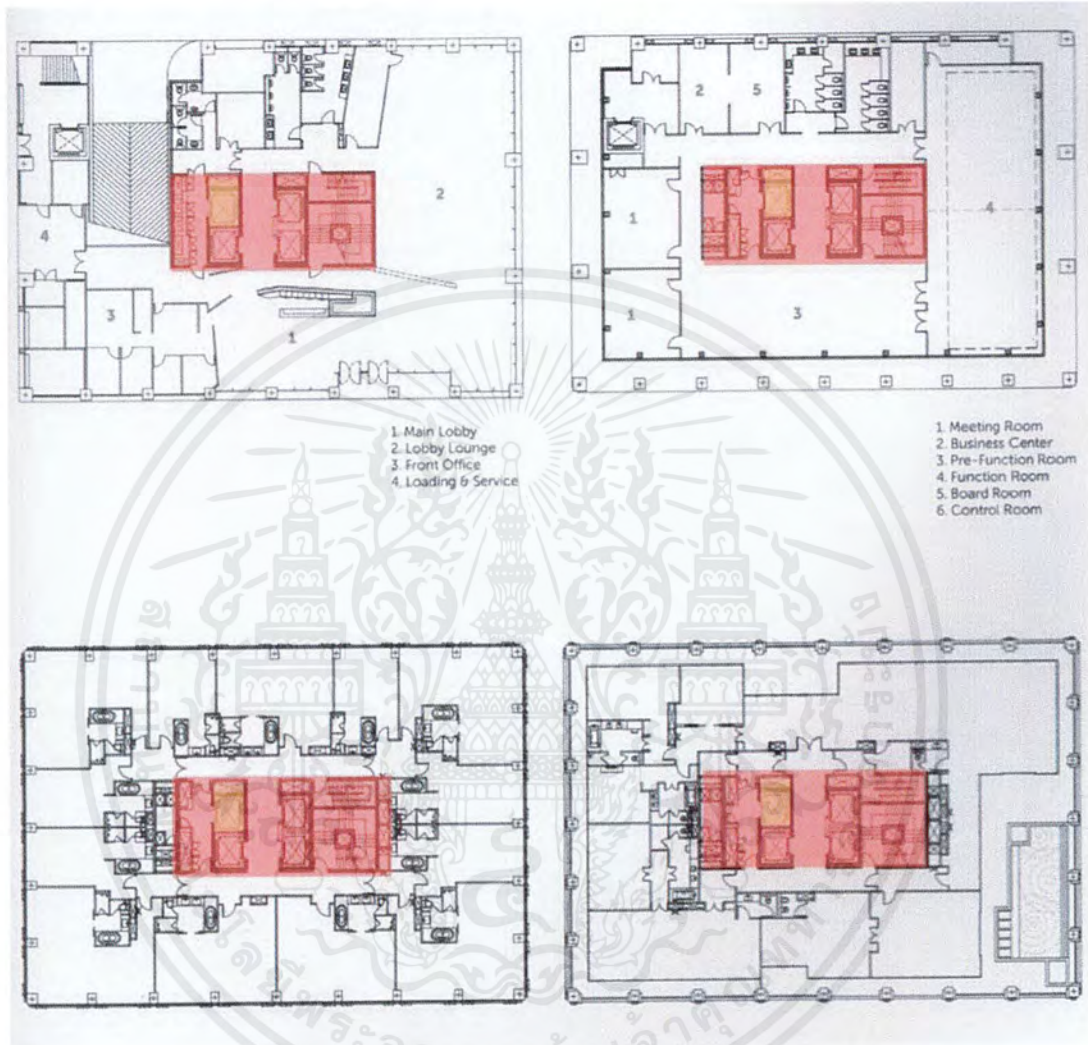 2
4
3
1
1. Main Lobby
2. Lobby Lounge
3. Front Office
4. Loading & Service
2 5
1
4
1
3
1. Meeting Room
2. Business Center
3. Pre-Function Room
4. Function Room
5. Board Room
6. Control Room